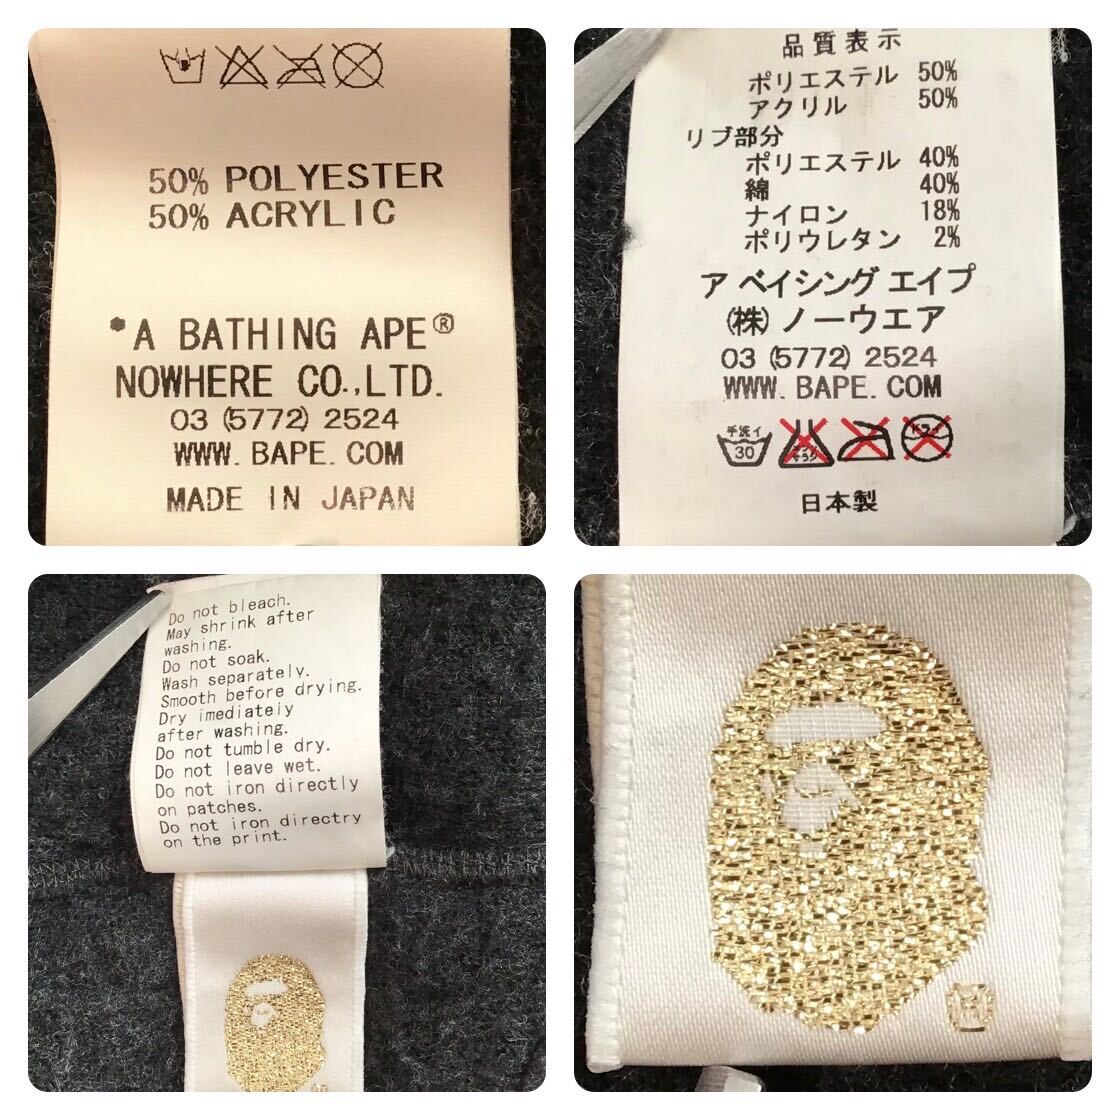 50% POLYESTER
50% ACRYLIC
*A BATHING APE®
NOWHERE CO.,LTD.
03 (5772) 2524
WWW. BAPE. COM
MADE IN JAPAN
品質表示
ポリエステル 50%
アクリル 50%
リブ部分
ポリエステル 40%
綿 40%
ナイロン 18%
ポリウレタン 2%
ア ベイシング エイプ
(株) ノーウエア
03 (5772) 2524
WWW. BAPE. COM
手洗イ
30
日本製
Do not bleach.
May shrink after
washing.
Do not soak.
Wash separately.
Smooth before drying.
Dry imediately
after washing.
Do not tumble dry.
Do not leave wet.
Do not iron directly
on patches.
Do not iron directry
on the print.
M